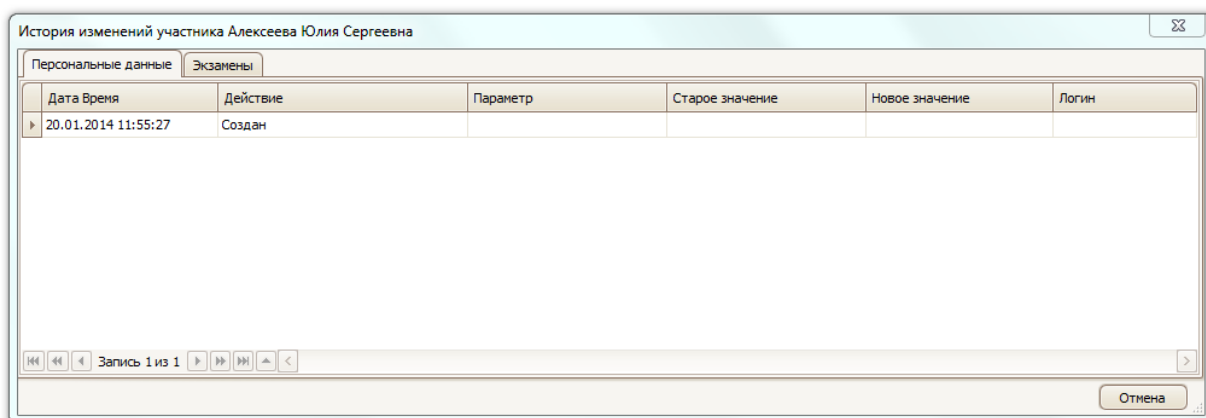 История изменений участника Алексеева Юлия Сергеевна
Персональные данные Экзамены
Дата Время Действие Параметр Старое значение Новое значение Логин
20.01.2014 11:55:27 Создан
Запись 1 из 1
Отмена